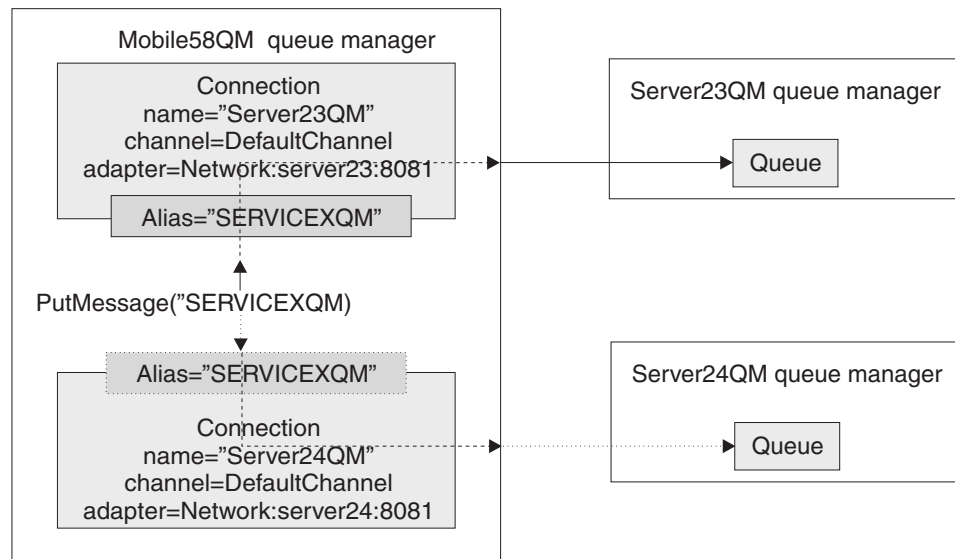 Mobile58QM queue manager
Connection
name=”Server23QM”
channel=DefaultChannel
adapter=Network:server23:8081
Alias=”SERVICEXQM”
PutMessage(”SERVICEXQM)
Alias=”SERVICEXQM”
Connection
name=”Server24QM”
channel=DefaultChannel
adapter=Network:server24:8081
Server23QM queue manager
Queue
Server24QM queue manager
Queue